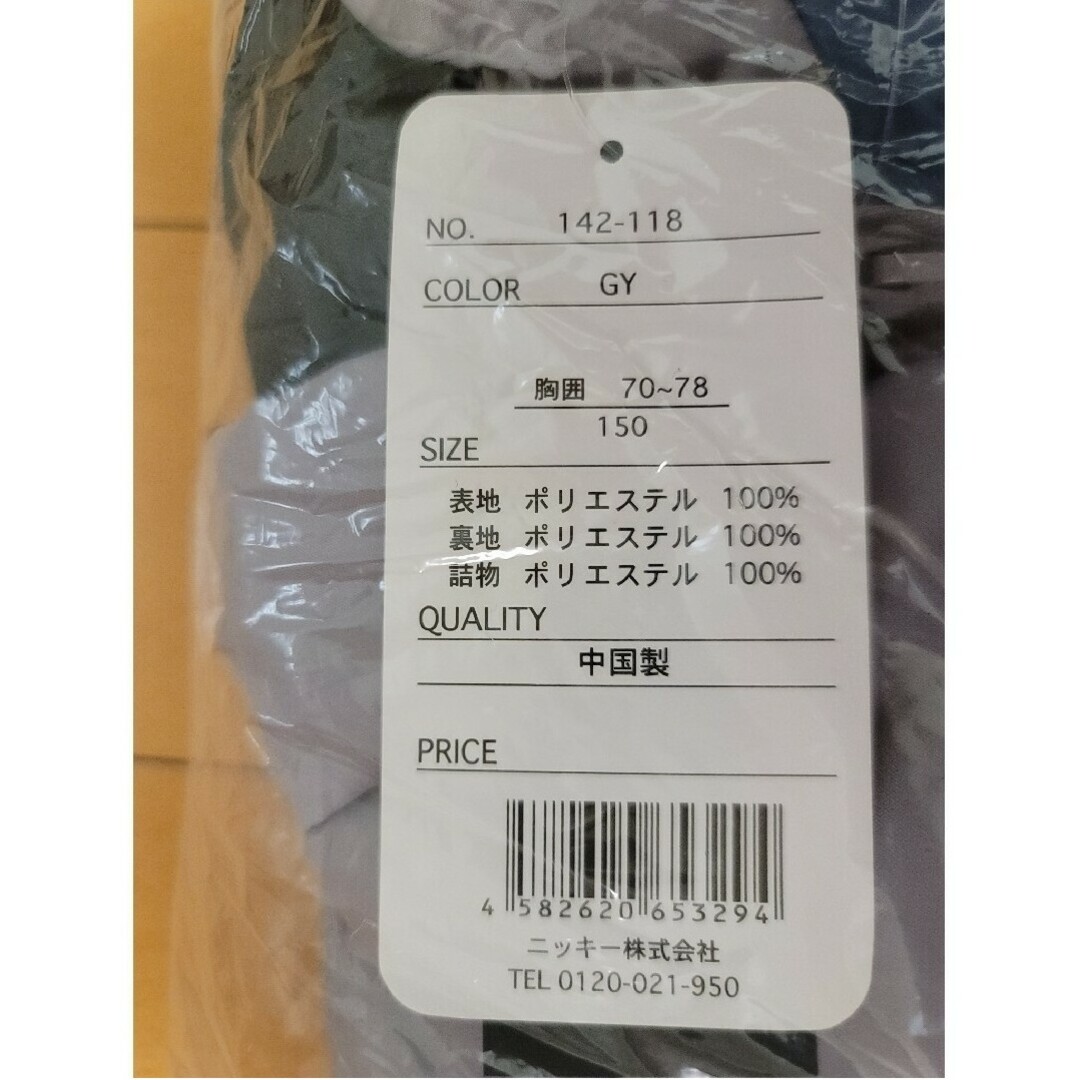 NO. 142-118
COLOR GY
胸囲 70~78
150
SIZE
表地 ポリエステル 100%
裏地 ポリエステル 100%
詰物 ポリエステル 100%
QUALITY
中国製
PRICE
4 582620 653294
ニッキー株式会社
TEL 0120-021-950